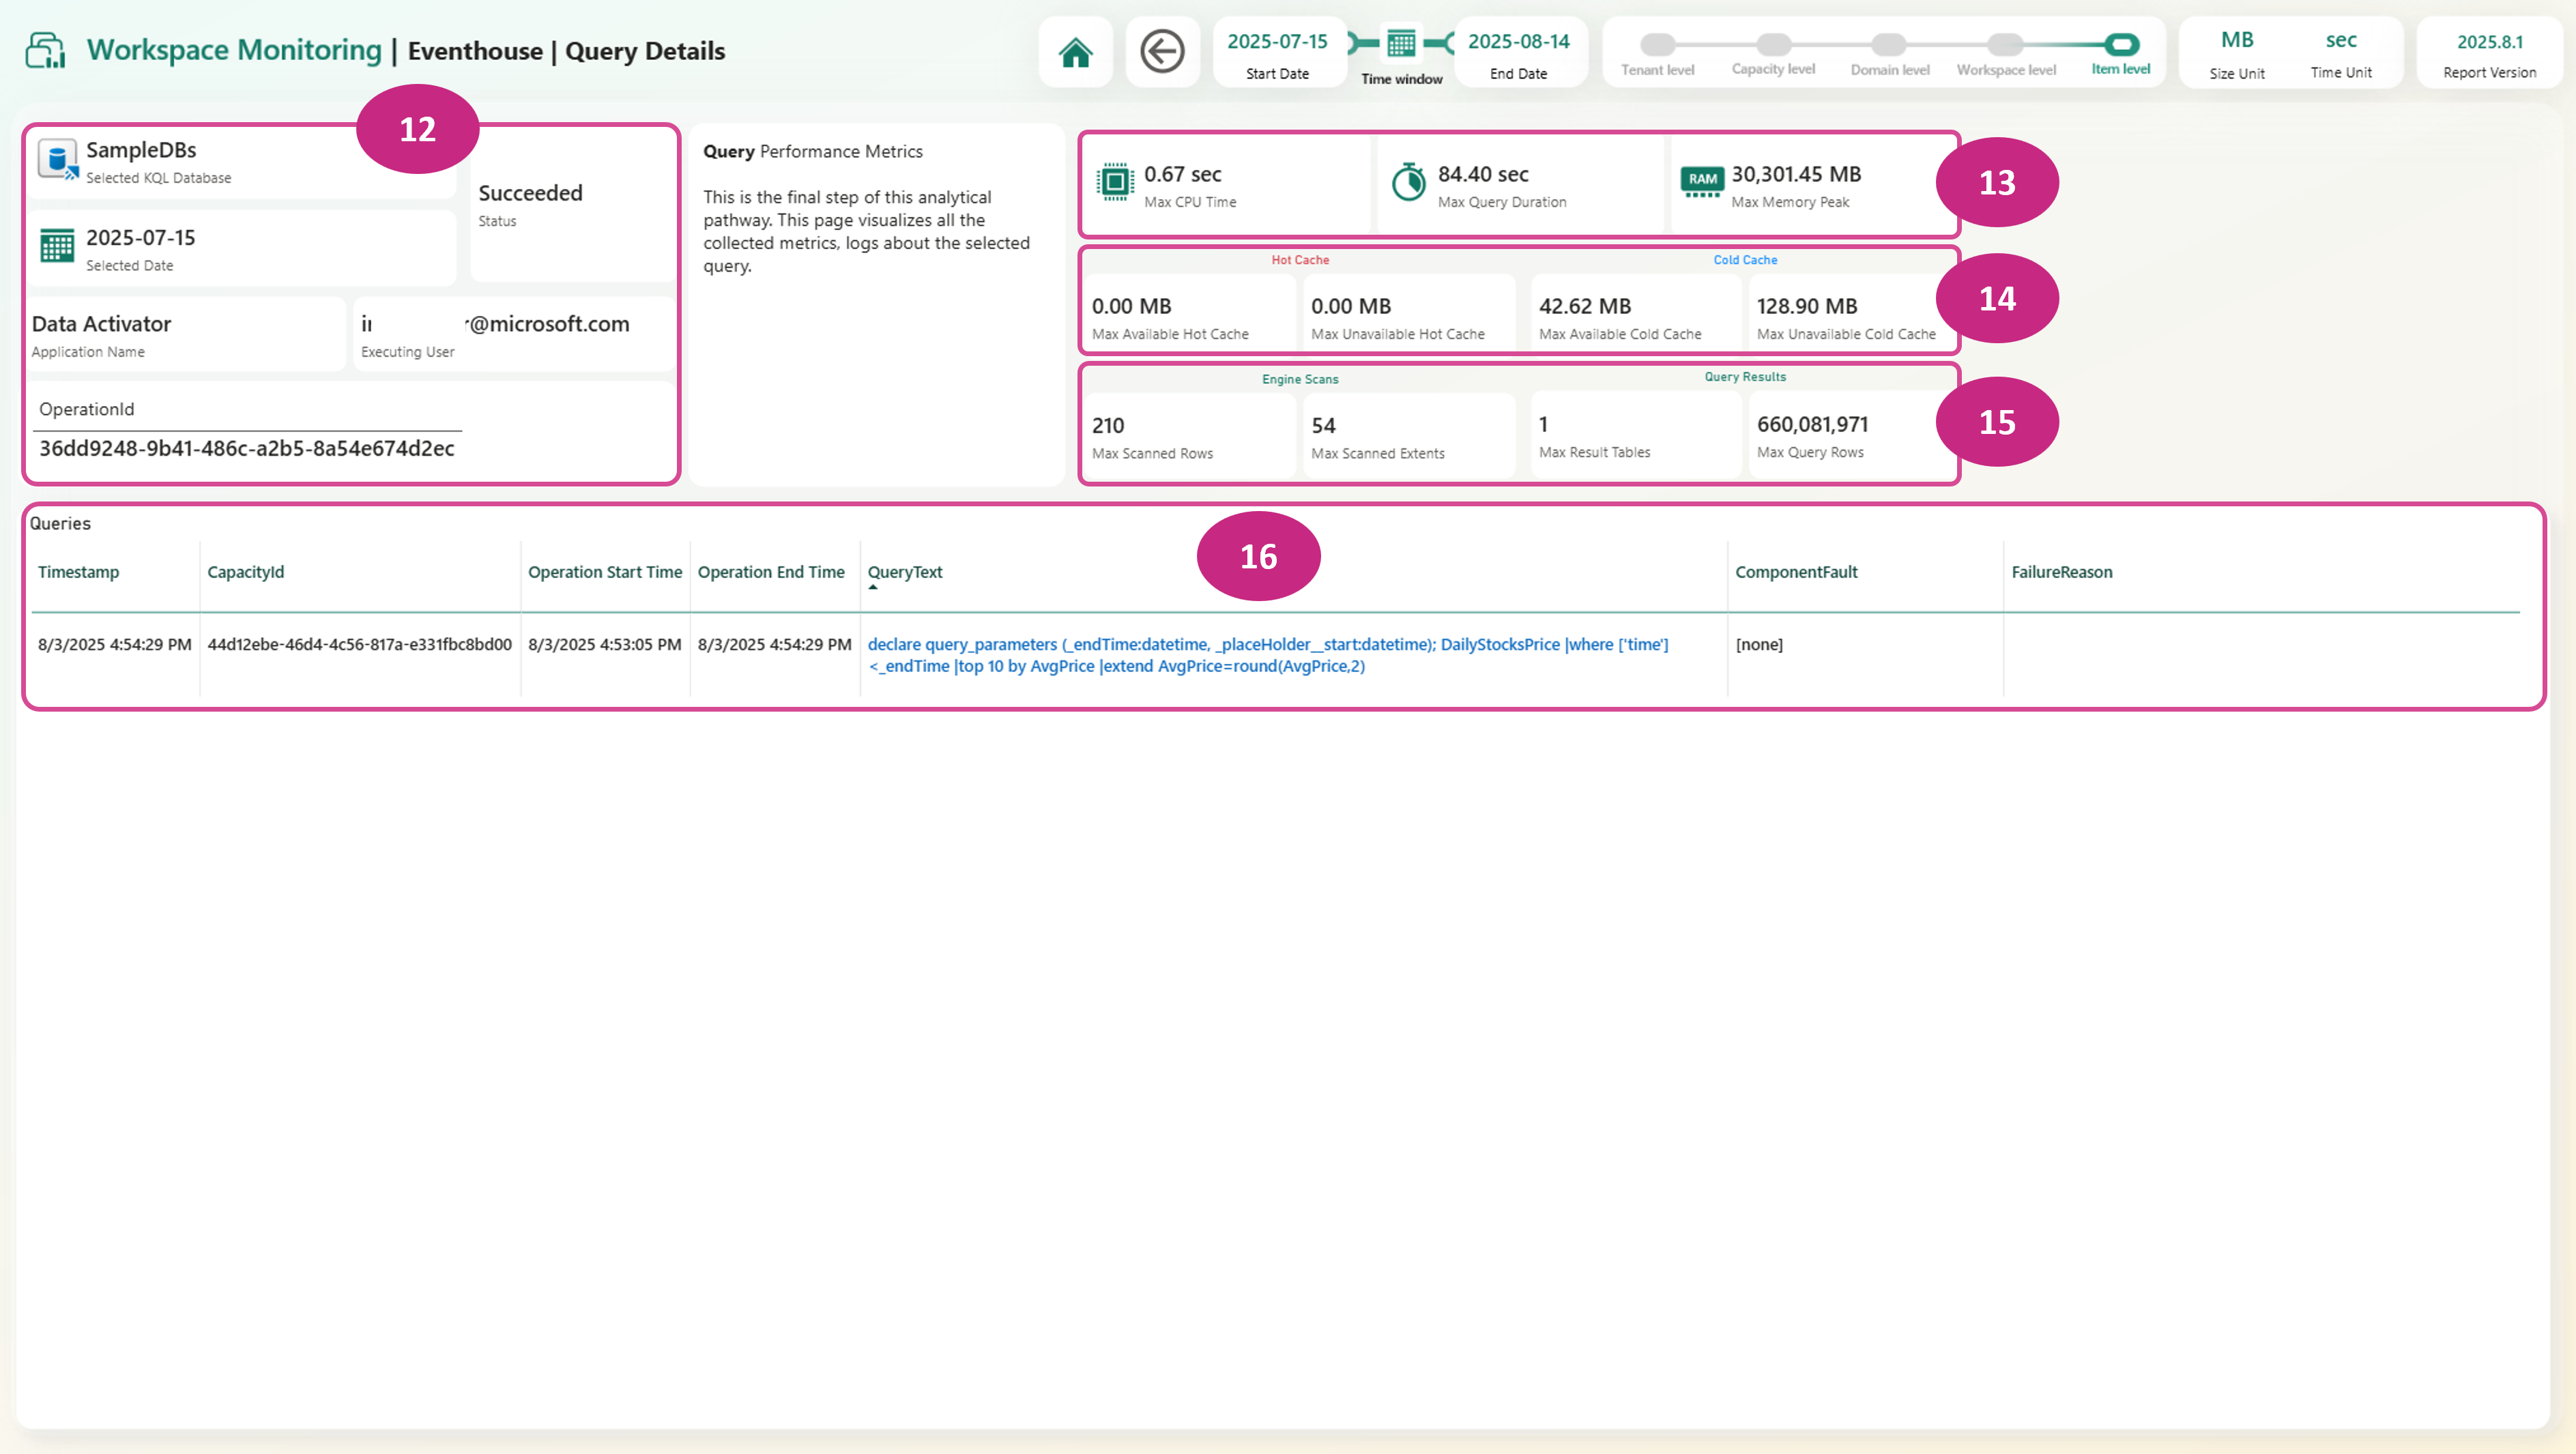 Workspace Monitoring | Eventhouse | Query Details
2025-07-15
Start Date
Time window
2025-08-14
End Date
Tenant level
Capacity level
Domain level
Workspace level
Item level
MB
Size Unit
sec
Time Unit
2025.8.1
Report Version
12
SampleDBs
Selected KQL Database
Succeeded
Status
2025-07-15
Selected Date
Data Activator
Application Name
r@microsoft.com
Executing User
OperationId
36dd9248-9b41-486c-a2b5-8a54e674d2ec
Query Performance Metrics
This is the final step of this analytical
pathway. This page visualizes all the
collected metrics, logs about the selected
query.
0.67 sec
Max CPU Time
84.40 sec
Max Query Duration
RAM
30,301.45 MB
Max Memory Peak
13
Hot Cache
Cold Cache
0.00 MB
Max Available Hot Cache
0.00 MB
Max Unavailable Hot Cache
42.62 MB
Max Available Cold Cache
128.90 MB
Max Unavailable Cold Cache
14
Engine Scans
Query Results
210
Max Scanned Rows
54
Max Scanned Extents
1
Max Result Tables
660,081,971
Max Query Rows
15
Queries
16
Timestamp CapacityId Operation Start Time Operation End Time QueryText ComponentFault FailureReason
8/3/2025 4:54:29 PM 44d12ebe-46d4-4c56-817a-e331fbc8bd00 8/3/2025 4:53:05 PM 8/3/2025 4:54:29 PM declare query_parameters (_endTime:datetime, _placeHolder__start:datetime); DailyStocksPrice |where ['time'] [none]
<_endTime |top 10 by AvgPrice |extend AvgPrice=round(AvgPrice,2)